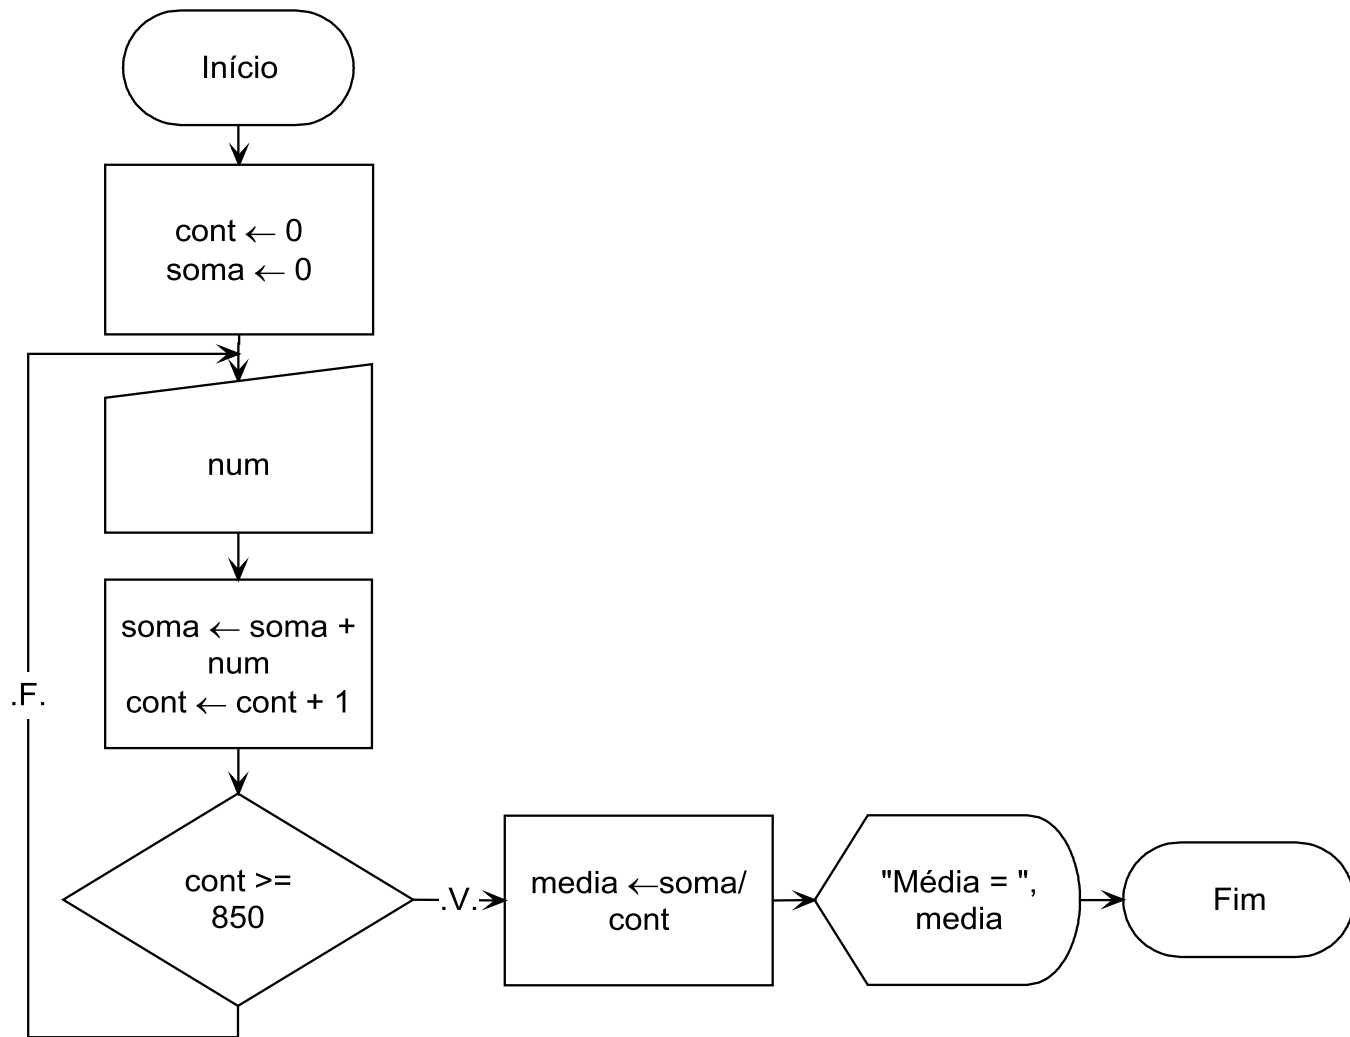 Início
cont ← 0
soma ← 0
num
soma ← soma +
num
cont ← cont + 1
.F.
cont >=
850
.V.
media ←soma/
cont
"Média = ",
media
Fim